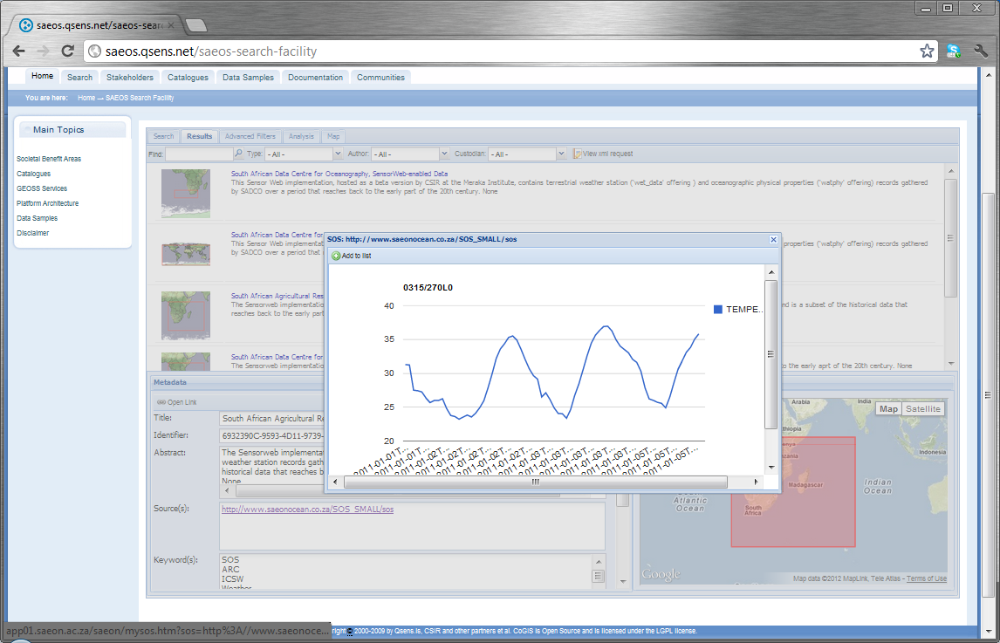 saeos.qsens.net/saeos-sear
saeos.qsens.net/saeos-search-facility
Home Search Stakeholders Catalogues Data Samples Documentation Communities
You are here: Home → SAEOS Search Facility
Main Topics
Societal Benefit Areas
Catalogues
GEOSS Services
Platform Architecture
Data Samples
Disclaimer
Search Results Advanced Filters Analysis Map
Find: Type: - All - Author: - All - Custodian: - All - View xml request
South African Data Centre for Oceanography, SensorWeb-enabled Data
This Sensor Web implementation, hosted as a beta version by CSIR at the Meraka Institute, contains terrestrial weather station ('wet_data' offering ) and oceanographic physical properties ('watphy' offering) records gathered
by SADCO over a period that reaches back to the early part of the 20th century. None
South African Data Centre for
This Sensor Web implementation
properties ('watphy' offering) records gathered
by SADCO over a period that
South African Agricultural Res
The Sensorweb implementation
and is a subset of the historical data that
reaches back to the early part
South African Data Centre for
The Sensorweb implementation
to the early aprt of the 20th century. None
SOS: http://www.saeonocean.co.za/SOS_SMALL/sos
Add to list
0315/270L0
TEMPE...
40
35
30
25
20
2011-01-01T... 2011-01-01T... 2011-01-02T... 2011-01-02T... 2011-01-02T... 2011-01-02T... 2011-01-03T... 2011-01-03T... 2011-01-03T... 2011-01-03T... 2011-01-05T... 2011-01-05T... 2011-01-05T...
Metadata
Open Link
Title: South African Agricultural Re
Identifier: 6932390C-9593-4D11-9739-
Abstract: The Sensorweb implementat
weather station records gath
historical data that reaches b
None
Source(s): http://www.saeonocean.co.za/SOS_SMALL/sos
Keyword(s): SOS
ARC
ICSW
Weather
Map Satellite
Arabia
India
thiopia
enya
anzania
Indonesia
Madagascar
Indian
Ocean
South
Atlantic
Ocean
South
Africa
Google
Map data ©2012 MapLink, Tele Atlas - Terms of Use
app01.saeon.ac.za/saeon/mysos.htm?sos=http%3A//www.saeonoce...
right © 2000-2009 by Qsens.is, CSIR and other partners et al. CoGIS is Open Source and is licensed under the LGPL license.